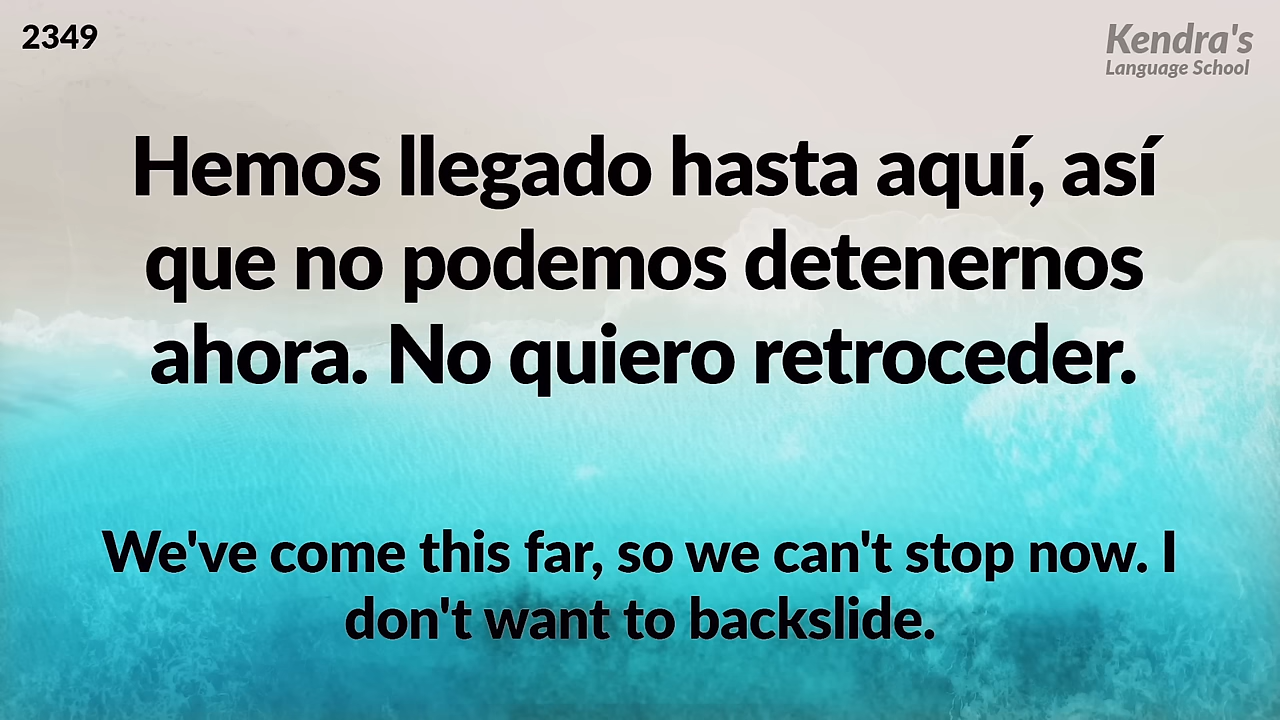 2349
Kendra's
Language School
Hemos llegado hasta aquí, así
que no podemos detenernos
ahora. No quiero retroceder.
We've come this far, so we can't stop now. I
don't want to backslide.